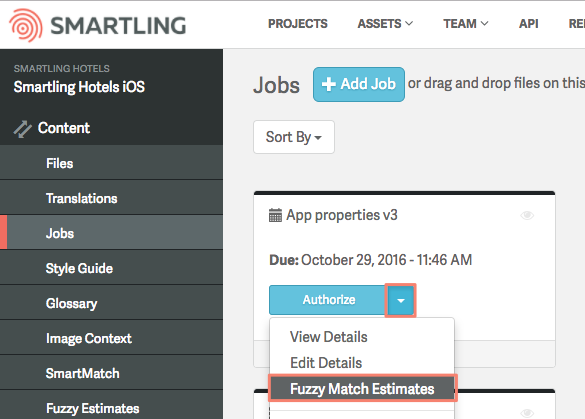 SMARTLING
PROJECTS ASSETS TEAM API RE
SMARTLING HOTELS
Smartling Hotels iOS
Content
Files
Translations
Jobs
Style Guide
Glossary
Image Context
SmartMatch
Fuzzy Estimates
Jobs + Add Job or drag and drop files on this
Sort By
App properties v3
Due: October 29, 2016 - 11:46 AM
Authorize
View Details
Edit Details
Fuzzy Match Estimates